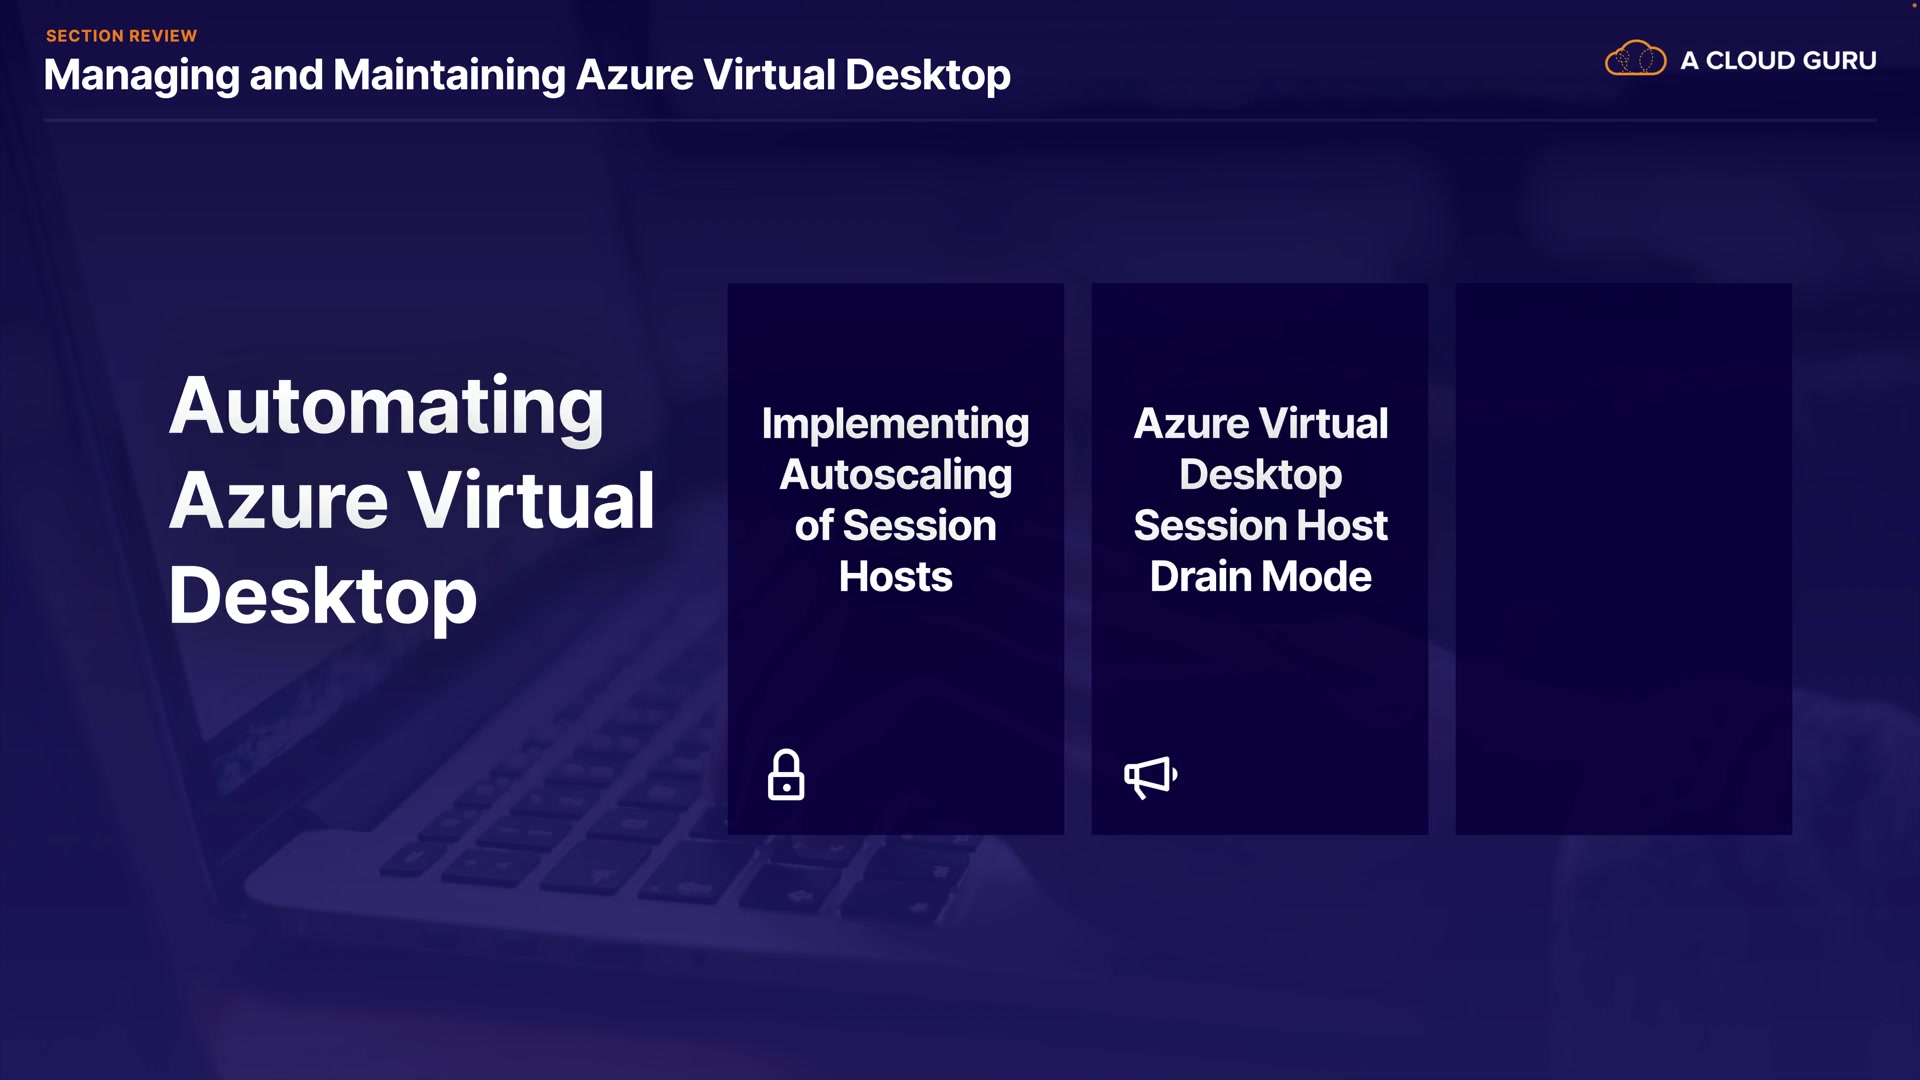 SECTION REVIEW
Managing and Maintaining Azure Virtual Desktop
A CLOUD GURU
Automating
Azure Virtual
Desktop
Implementing
Autoscaling
of Session
Hosts
Azure Virtual
Desktop
Session Host
Drain Mode